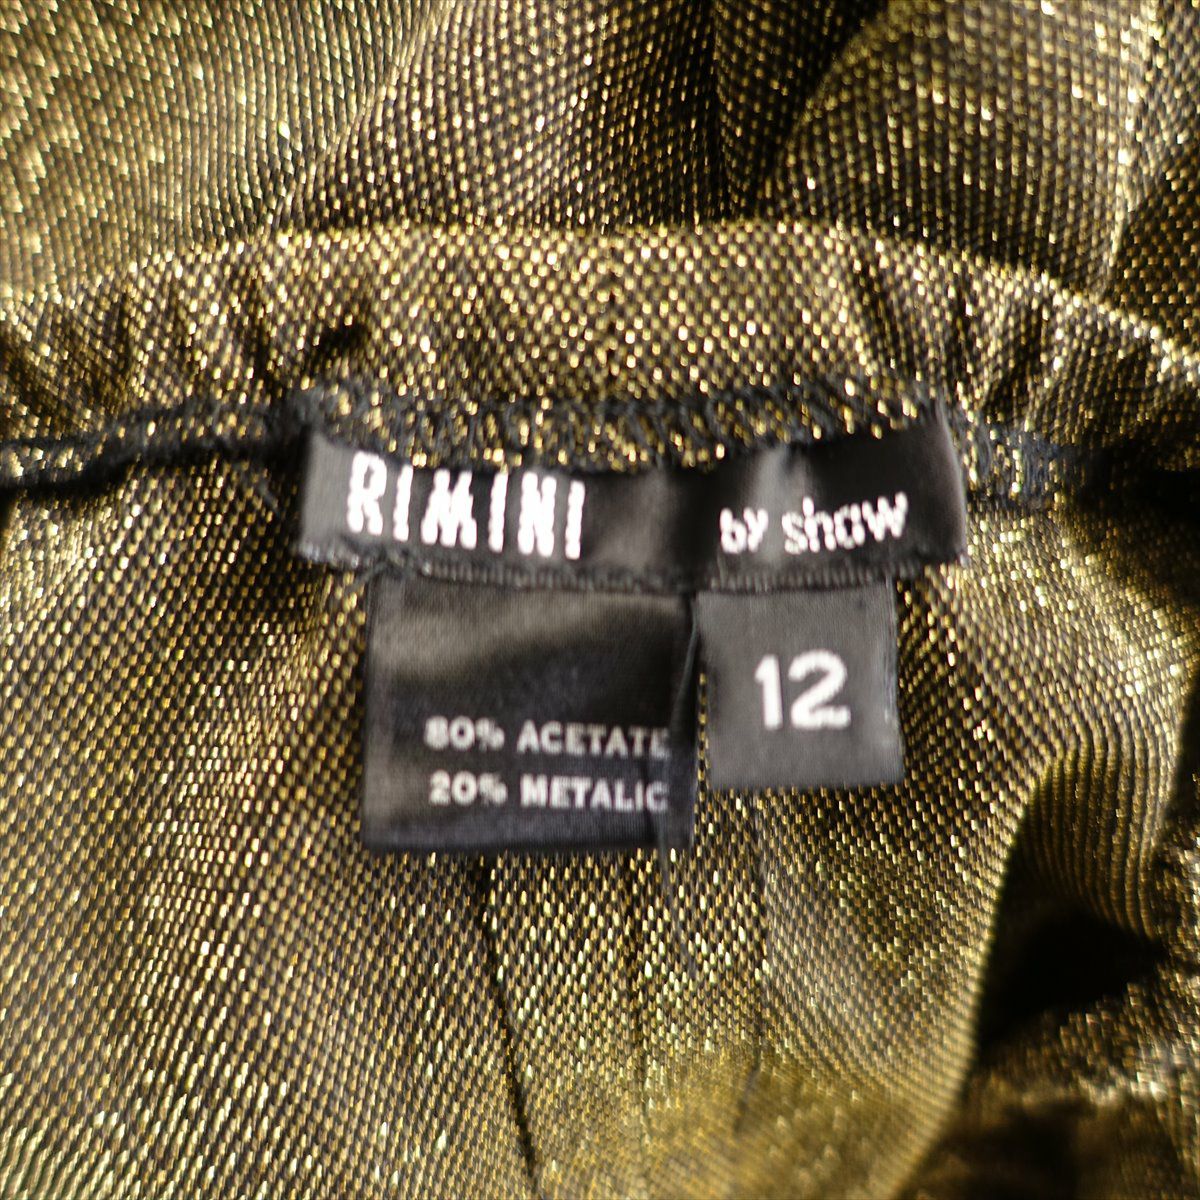 RIMINI by shaw
80% ACETATE
20% METALIC
12